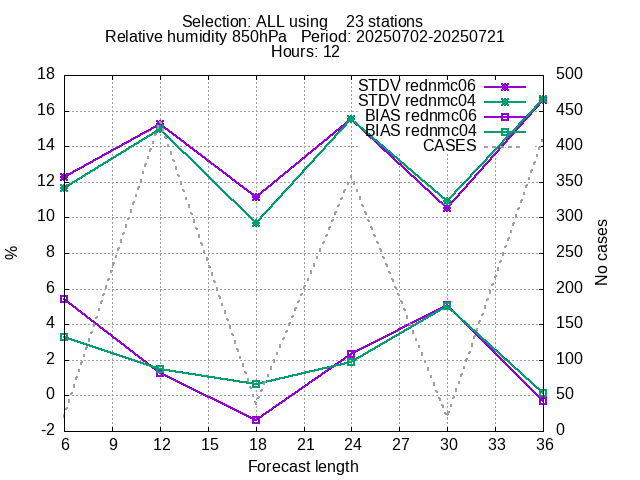 Selection: ALL using 23 stations
Relative humidity 850hPa Period: 20250702-20250721
Hours: 12
STDV rednmc06
STDV rednmc04
BIAS rednmc06
BIAS rednmc04
CASES
18
16
14
12
10
8
6
4
2
0
-2
%
500
450
400
350
300
250
200
150
100
50
0
No cases
6 9 12 15 18 21 24 27 30 33 36
Forecast length